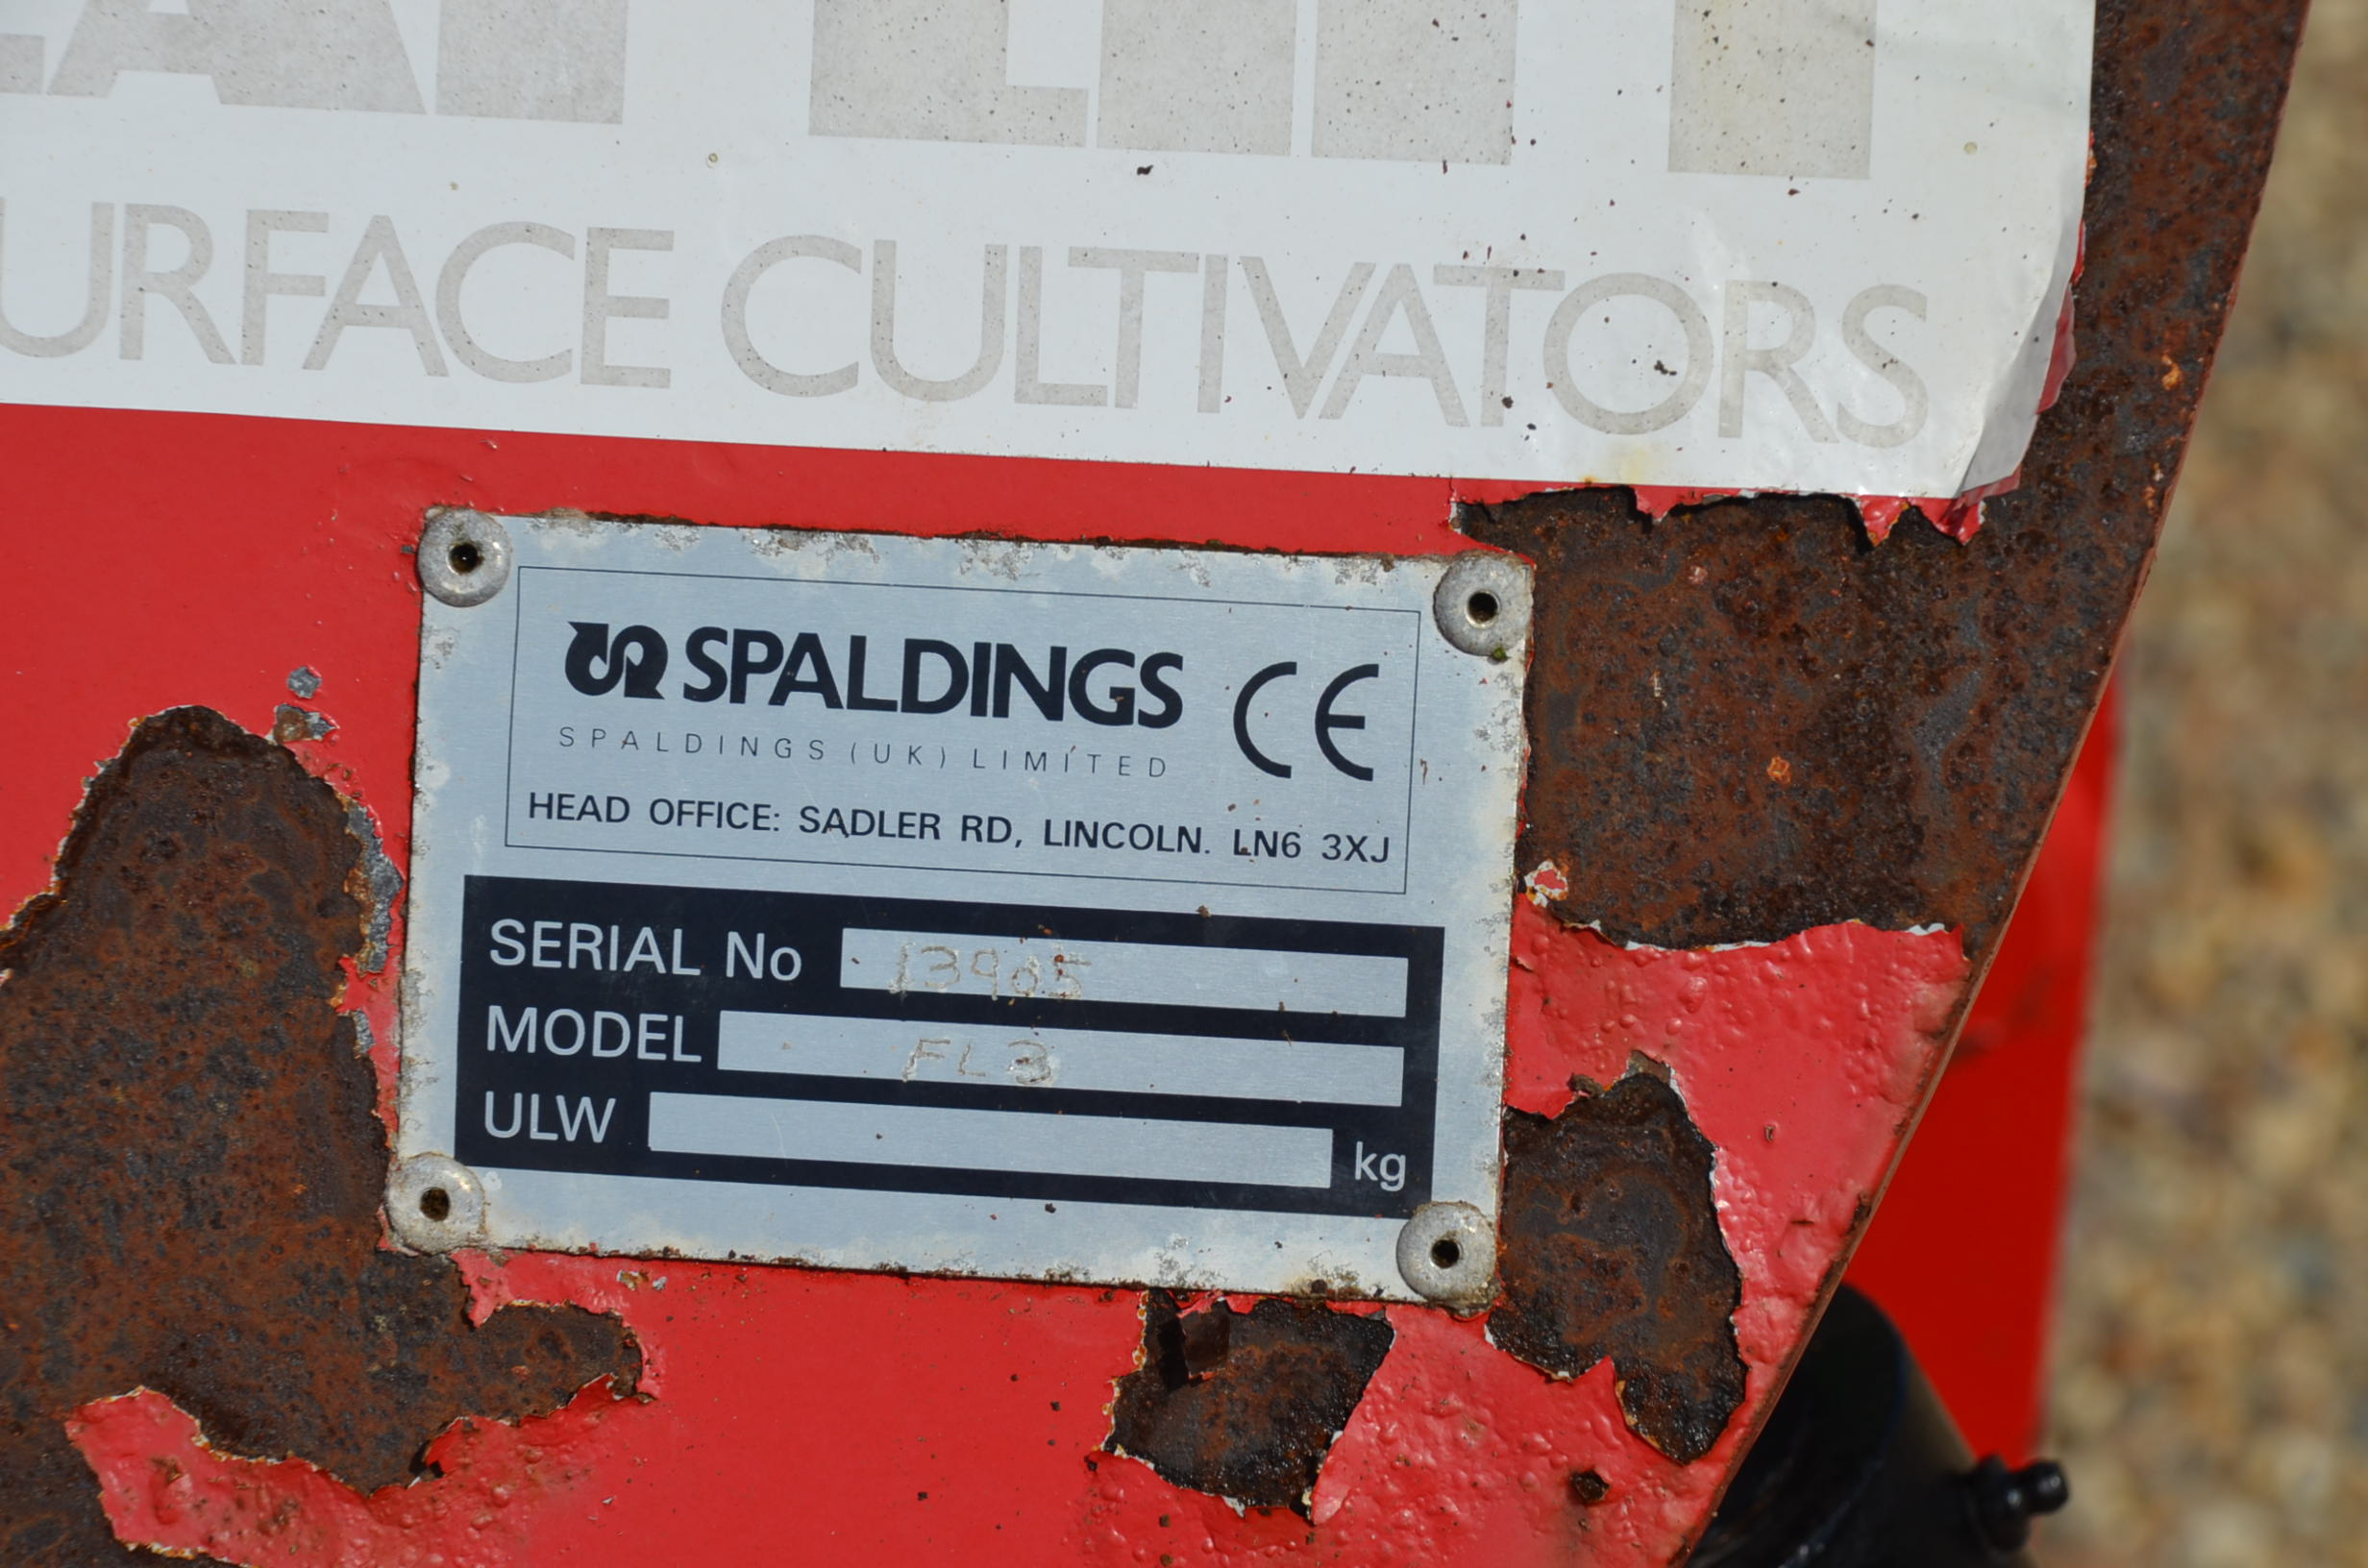 URFACE CULTIVATORS
SPALDINGS CE
SPALDINGS (UK) LIMITED
HEAD OFFICE: SADLER RD, LINCOLN. LN6 3XJ
SERIAL No 13905
MODEL FL3
ULW kg